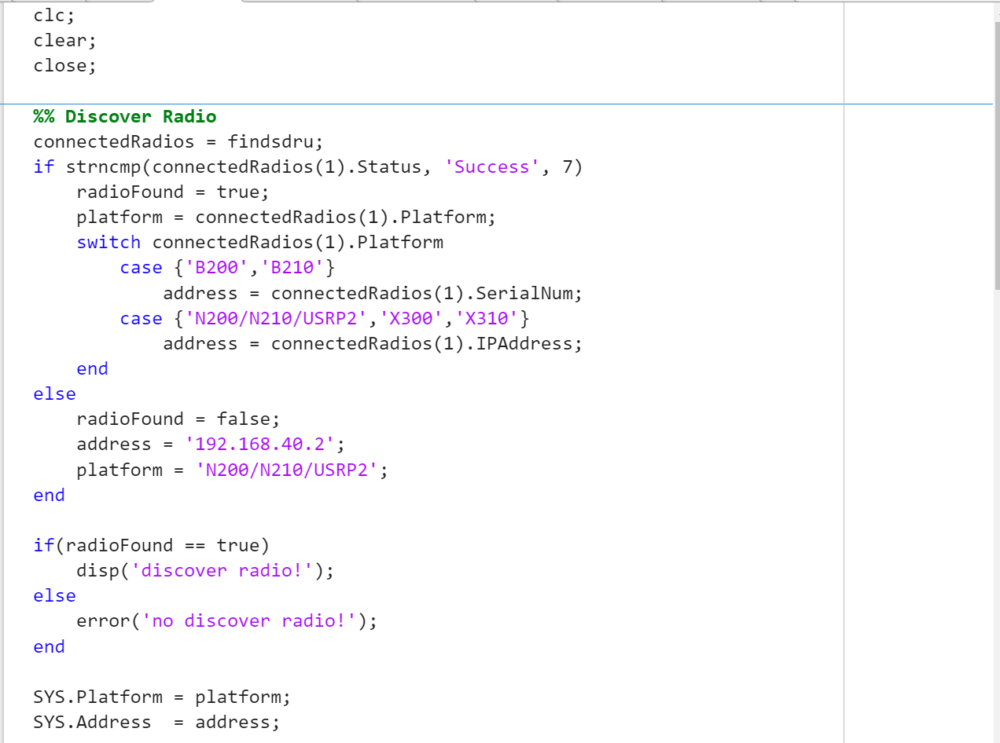 clc;
clear;
close;
%% Discover Radio
connectedRadios = findsdru;
if strncmp(connectedRadios(1).Status, 'Success', 7)
    radioFound = true;
    platform = connectedRadios(1).Platform;
    switch connectedRadios(1).Platform
        case {'B200','B210'}
            address = connectedRadios(1).SerialNum;
        case {'N200/N210/USRP2','X300','X310'}
            address = connectedRadios(1).IPAddress;
    end
else
    radioFound = false;
    address = '192.168.40.2';
    platform = 'N200/N210/USRP2';
end
if(radioFound == true)
    disp('discover radio!');
else
    error('no discover radio!');
end
SYS.Platform = platform;
SYS.Address  = address;